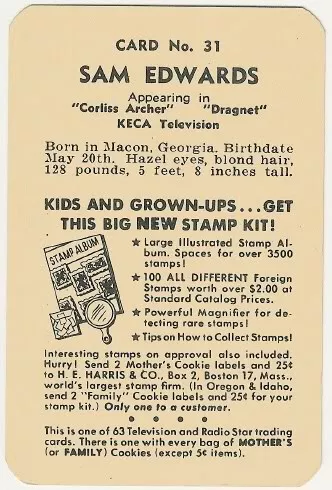 CARD No. 31
SAM EDWARDS
Appearing in
"Corliss Archer" "Dragnet"
KECA Television
Born in Macon, Georgia. Birthdate
May 20th. Hazel eyes, blond hair,
128 pounds, 5 feet, 8 inches tall.
KIDS AND GROWN-UPS...GET
THIS BIG NEW STAMP KIT!
STAMP ALBUM
★ Large Illustrated Stamp Al-
bum. Spaces for over 3500
stamps!
★ 100 ALL DIFFERENT Foreign
Stamps worth over $2.00 at
Standard Catalog Prices.
★ Powerful Magnifier for de-
tecting rare stamps!
★ Tips on How to Collect Stamps!
Interesting stamps on approval also included.
Hurry! Send 2 Mother's Cookie labels and 25¢
to H. E. HARRIS & CO., Box 2, Boston 17, Mass.,
world's largest stamp firm. (In Oregon & Idaho,
send 2 "Family" Cookie labels and 25¢ for your
stamp kit.) Only one to a customer.
This is one of 63 Television and Radio Star trading
cards. There is one with every bag of MOTHER'S
(or FAMILY) Cookies (except 5¢ items).